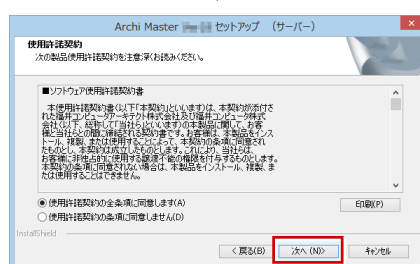 Archi Master セットアップ (サーバー)
使用許諾契約
次の製品使用許諾契約を注意深くお読みください。
■ソフトウェア使用許諾契約書
本使用許諾契約書(以下「本契約」といいます)は、本契約が添付さ
れた福井コンピュータアーキテクト株式会社及び福井コンピュータ株式
会社(以下、総称して「当社ら」といいます)の本製品に関して、お客
様と当社らとの間に締結される契約書です。お客様は、本製品をインス
トール、複製、または使用することによって、本契約の条項に同意され
たものとし、本契約は成立したものとします。これにより、当社らは、
お客様に非独占的に使用する譲渡不能の権限を付与するものとします。
本契約の条項に同意されない場合は、本製品をインストール、複製、ま
たは使用することはできません。
使用許諾契約の全条項に同意します(A)
印刷(P)
使用許諾契約の条項に同意しません(D)
InstallShield
< 戻る(B)
次へ (N)>
キャンセル